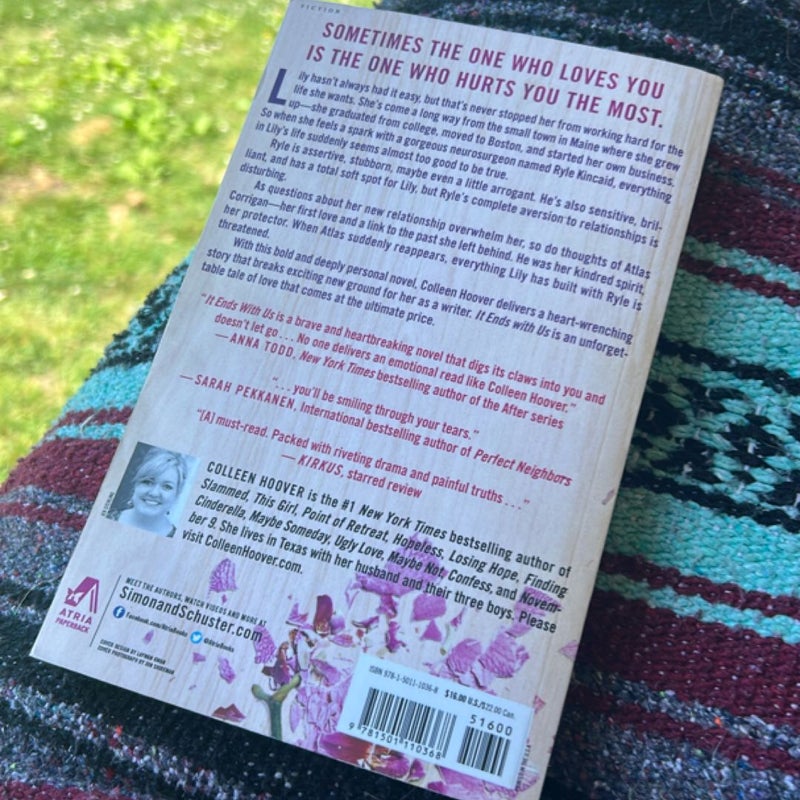 FICTION
SOMETIMES THE ONE WHO LOVES YOU
IS THE ONE WHO HURTS YOU THE MOST.
Lily hasn't always had it easy, but that's never stopped her from working hard for the
life she wants. She's come a long way from the small town in Maine where she grew
up—she graduated from college, moved to Boston, and started her own business.
So when she feels a spark with a gorgeous neurosurgeon named Ryle Kincaid, everything
in Lily's life suddenly seems almost too good to be true.
Ryle is assertive, stubborn, maybe even a little arrogant. He's also sensitive, bril-
liant, and has a total soft spot for Lily, but Ryle's complete aversion to relationships is
disturbing.
As questions about her new relationship overwhelm her, so do thoughts of Atlas
Corrigan—her first love and a link to the past she left behind. He was her kindred spirit,
her protector. When Atlas suddenly reappears, everything Lily has built with Ryle is
threatened.
With this bold and deeply personal novel, Colleen Hoover delivers a heart-wrenching
story that breaks exciting new ground for her as a writer. It Ends with Us is an unforget-
table tale of love that comes at the ultimate price.
"It Ends With Us is a brave and heartbreaking novel that digs its claws into you and
doesn't let go . . . No one delivers an emotional read like Colleen Hoover."
—ANNA TODD, New York Times bestselling author of the After series
". . . you'll be smiling through your tears."
—SARAH PEKKANEN, International bestselling author of Perfect Neighbors
"[A] must-read. Packed with riveting drama and painful truths . . ."
—KIRKUS, starred review
COLLEEN HOOVER is the #1 New York Times bestselling author of
Slammed, This Girl, Point of Retreat, Hopeless, Losing Hope, Finding
Cinderella, Maybe Someday, Ugly Love, Maybe Not, Confess, and Novem-
ber 9. She lives in Texas with her husband and their three boys. Please
visit ColleenHoover.com.
ATRIA
PAPERBACK
MEET THE AUTHORS, WATCH VIDEOS AND MORE AT
SimonandSchuster.com
Facebook.com/AtriaBooks @AtriaBooks
COVER DESIGN BY LAYWAN KWAN
COVER PHOTOGRAPH BY JON SHIREMAN
ISBN 978-1-5011-1036-8 $16.00 U.S./$22.00 Can.
51600
9 781501 110368